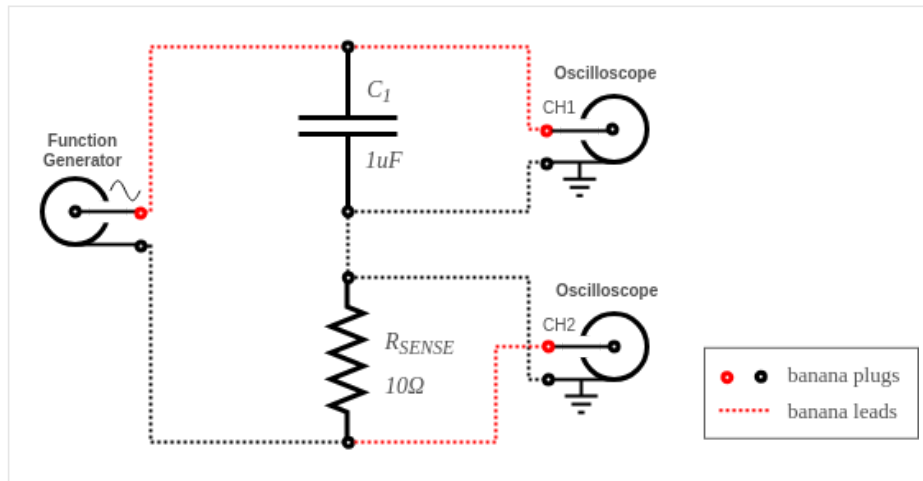 Oscilloscope
CH1
C1
1uF
Function
Generator
Oscilloscope
CH2
RSENSE
10Ω
banana plugs
banana leads